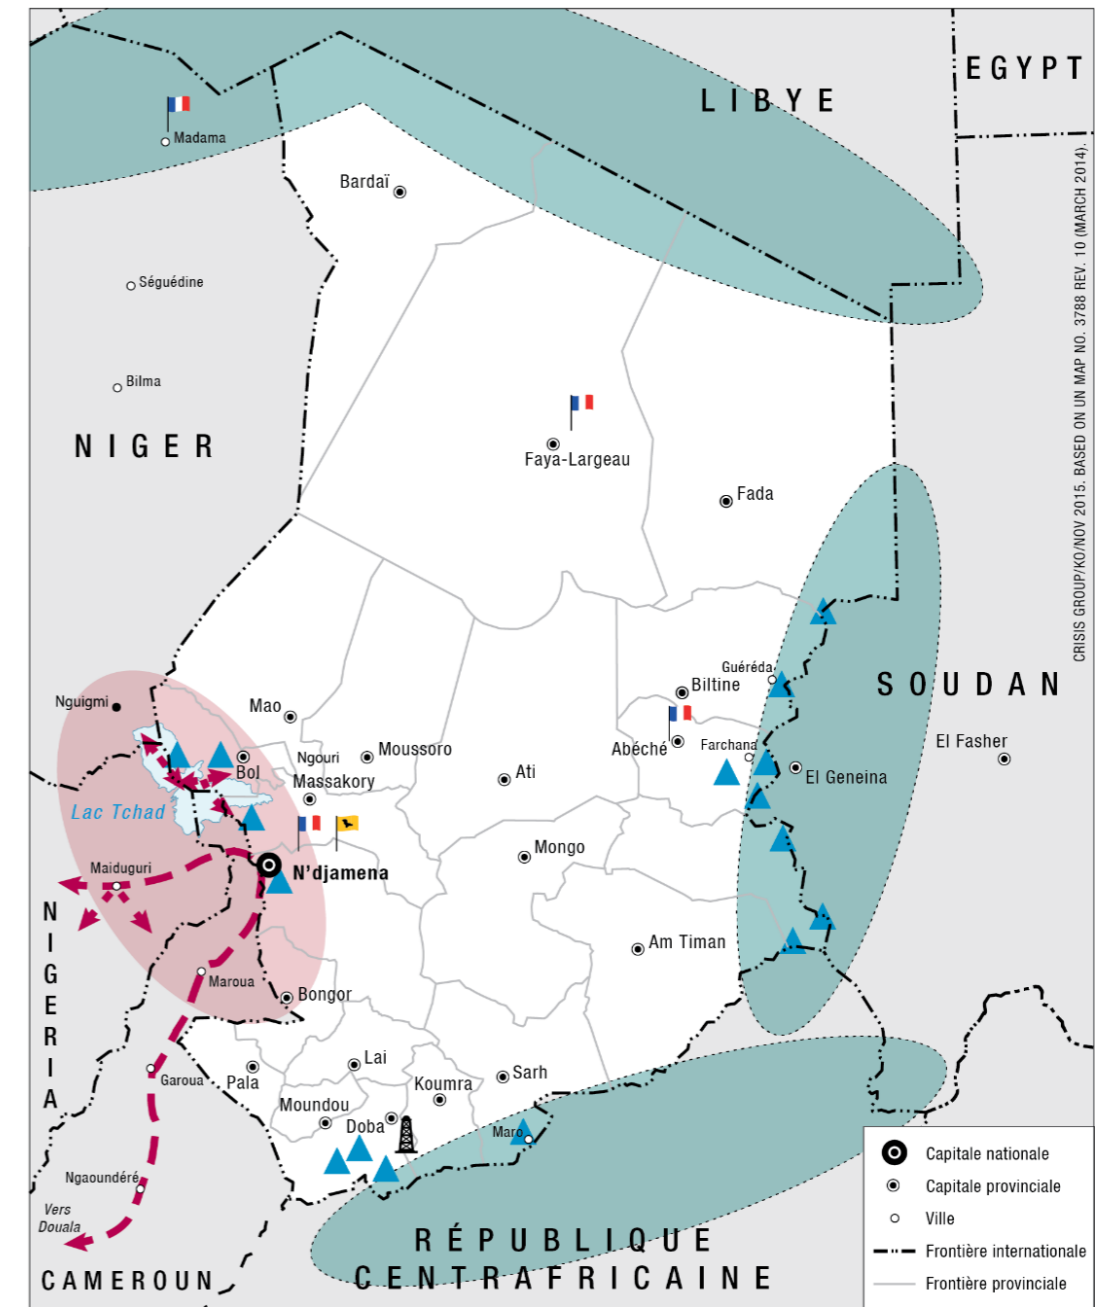 EGYPT
LIBYE
Madama
Bardaï
CRISIS GROUP/KO/NOV 2015. BASED ON UN MAP NO. 3788 REV. 10 (MARCH 2014).
Séguédine
Bilma
NIGER
Faya-Largeau
Fada
Guéréda
SOUDAN
Biltine
Nguigmi
Mao
Abéché
Farchana
El Fasher
Ngouri
Moussoro
Bol
Ati
El Geneina
Massakory
Lac Tchad
Mongo
Maiduguri
N'djamena
NIGERIA
Am Timan
Maroua
Bongor
Lai
Sarh
Garoua
Pala
Koumra
Moundou
Doba
Maro
Capitale nationale
Ngaoundéré
Capitale provinciale
Vers
Douala
Ville
RÉPUBLIQUE
CENTRAFRICAINE
Frontière internationale
CAMEROUN
Frontière provinciale